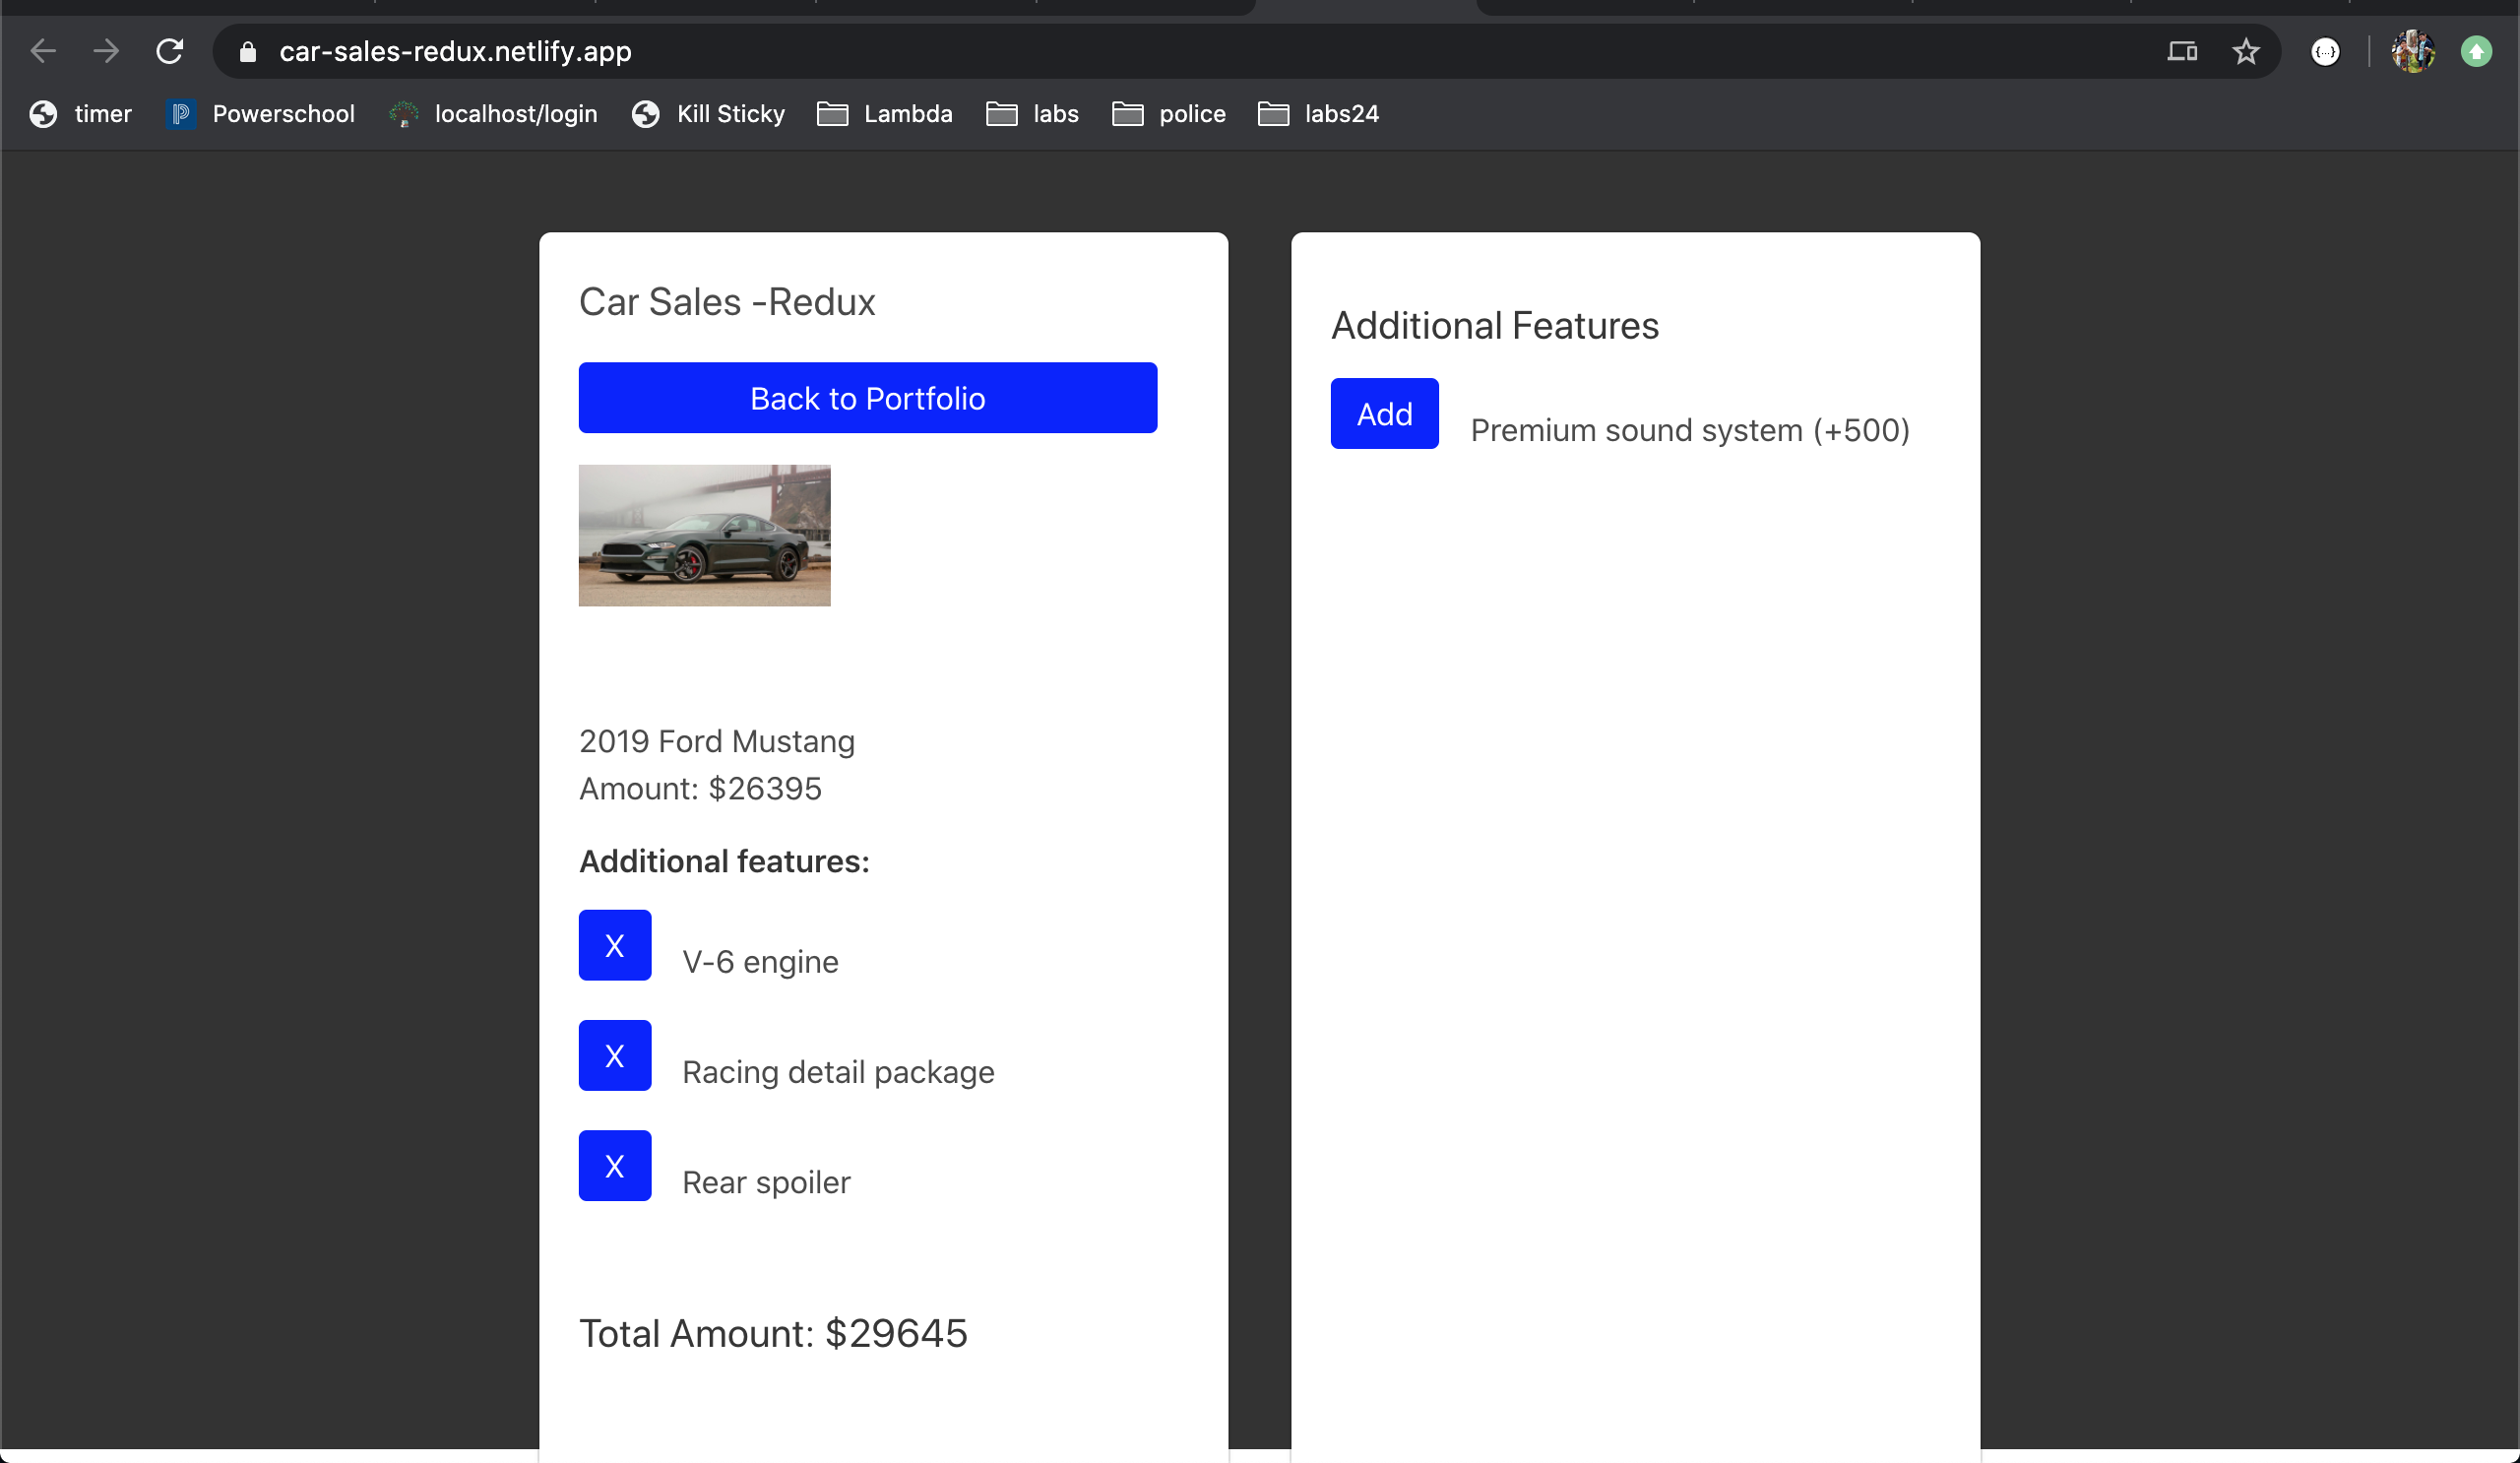 car-sales-redux.netlify.app
{...}
timer Powerschool localhost/login Kill Sticky Lambda labs police labs24
Car Sales -Redux
Back to Portfolio
2019 Ford Mustang
Amount: $26395
Additional features:
X V-6 engine
X Racing detail package
X Rear spoiler
Total Amount: $29645
Additional Features
Add Premium sound system (+500)